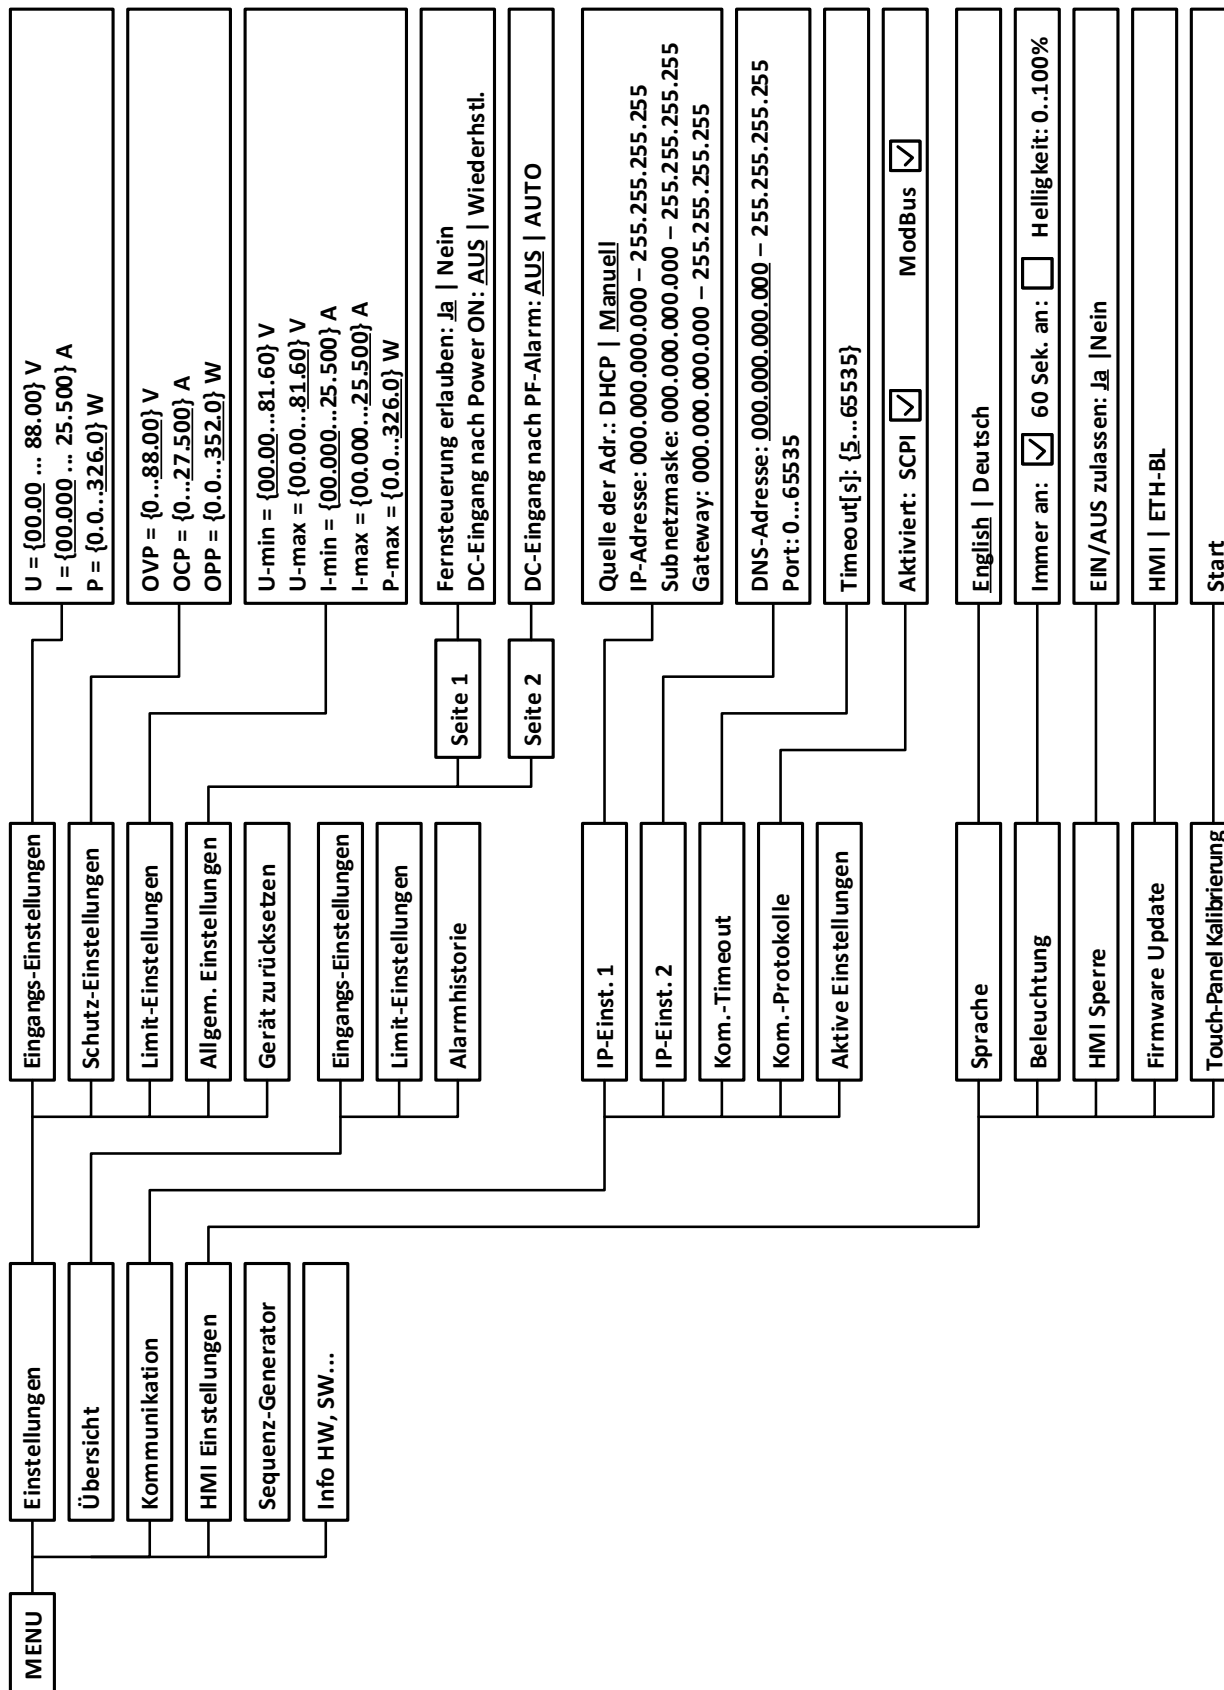 MENU
Einstellungen
Übersicht
Kommunikation
HMI Einstellungen
Sequenz-Generator
Info HW, SW...
Eingangs-Einstellungen
Schutz-Einstellungen
Limit-Einstellungen
Allgem. Einstellungen
Gerät zurücksetzen
Eingangs-Einstellungen
Limit-Einstellungen
Alarmhistorie
IP-Einst. 1
IP-Einst. 2
Kom.-Timeout
Kom.-Protokolle
Aktive Einstellungen
Sprache
Beleuchtung
HMI Sperre
Firmware Update
Touch-Panel Kalibrierung
Seite 1
Seite 2
U = {00.00 ... 88.00} V
I = {00.000 ... 25.500} A
P = {0.0...326.0} W
OVP = {0...88.00} V
OCP = {0...27.500} A
OPP = {0.0...352.0} W
U-min = {00.00...81.60} V
U-max = {00.00...81.60} V
I-min = {00.000...25.500} A
I-max = {00.000...25.500} A
P-max = {0.0...326.0} W
Fernsteuerung erlauben: Ja | Nein
DC-Eingang nach Power ON: AUS | Wiederhstl.
DC-Eingang nach PF-Alarm: AUS | AUTO
Quelle der Adr.: DHCP | Manuell
IP-Adresse: 000.000.000.000 – 255.255.255.255
Subnetzmaske: 000.000.000.000 – 255.255.255.255
Gateway: 000.000.000.000 – 255.255.255.255
DNS-Adresse: 000.000.000.000 – 255.255.255.255
Port: 0...65535
Timeout[s]: {5...65535}
Aktiviert: SCPI ☑ ModBus ☑
English | Deutsch
Immer an: ☑ 60 Sek. an: ☐ Helligkeit: 0..100%
EIN/AUS zulassen: Ja |Nein
HMI | ETH-BL
Start